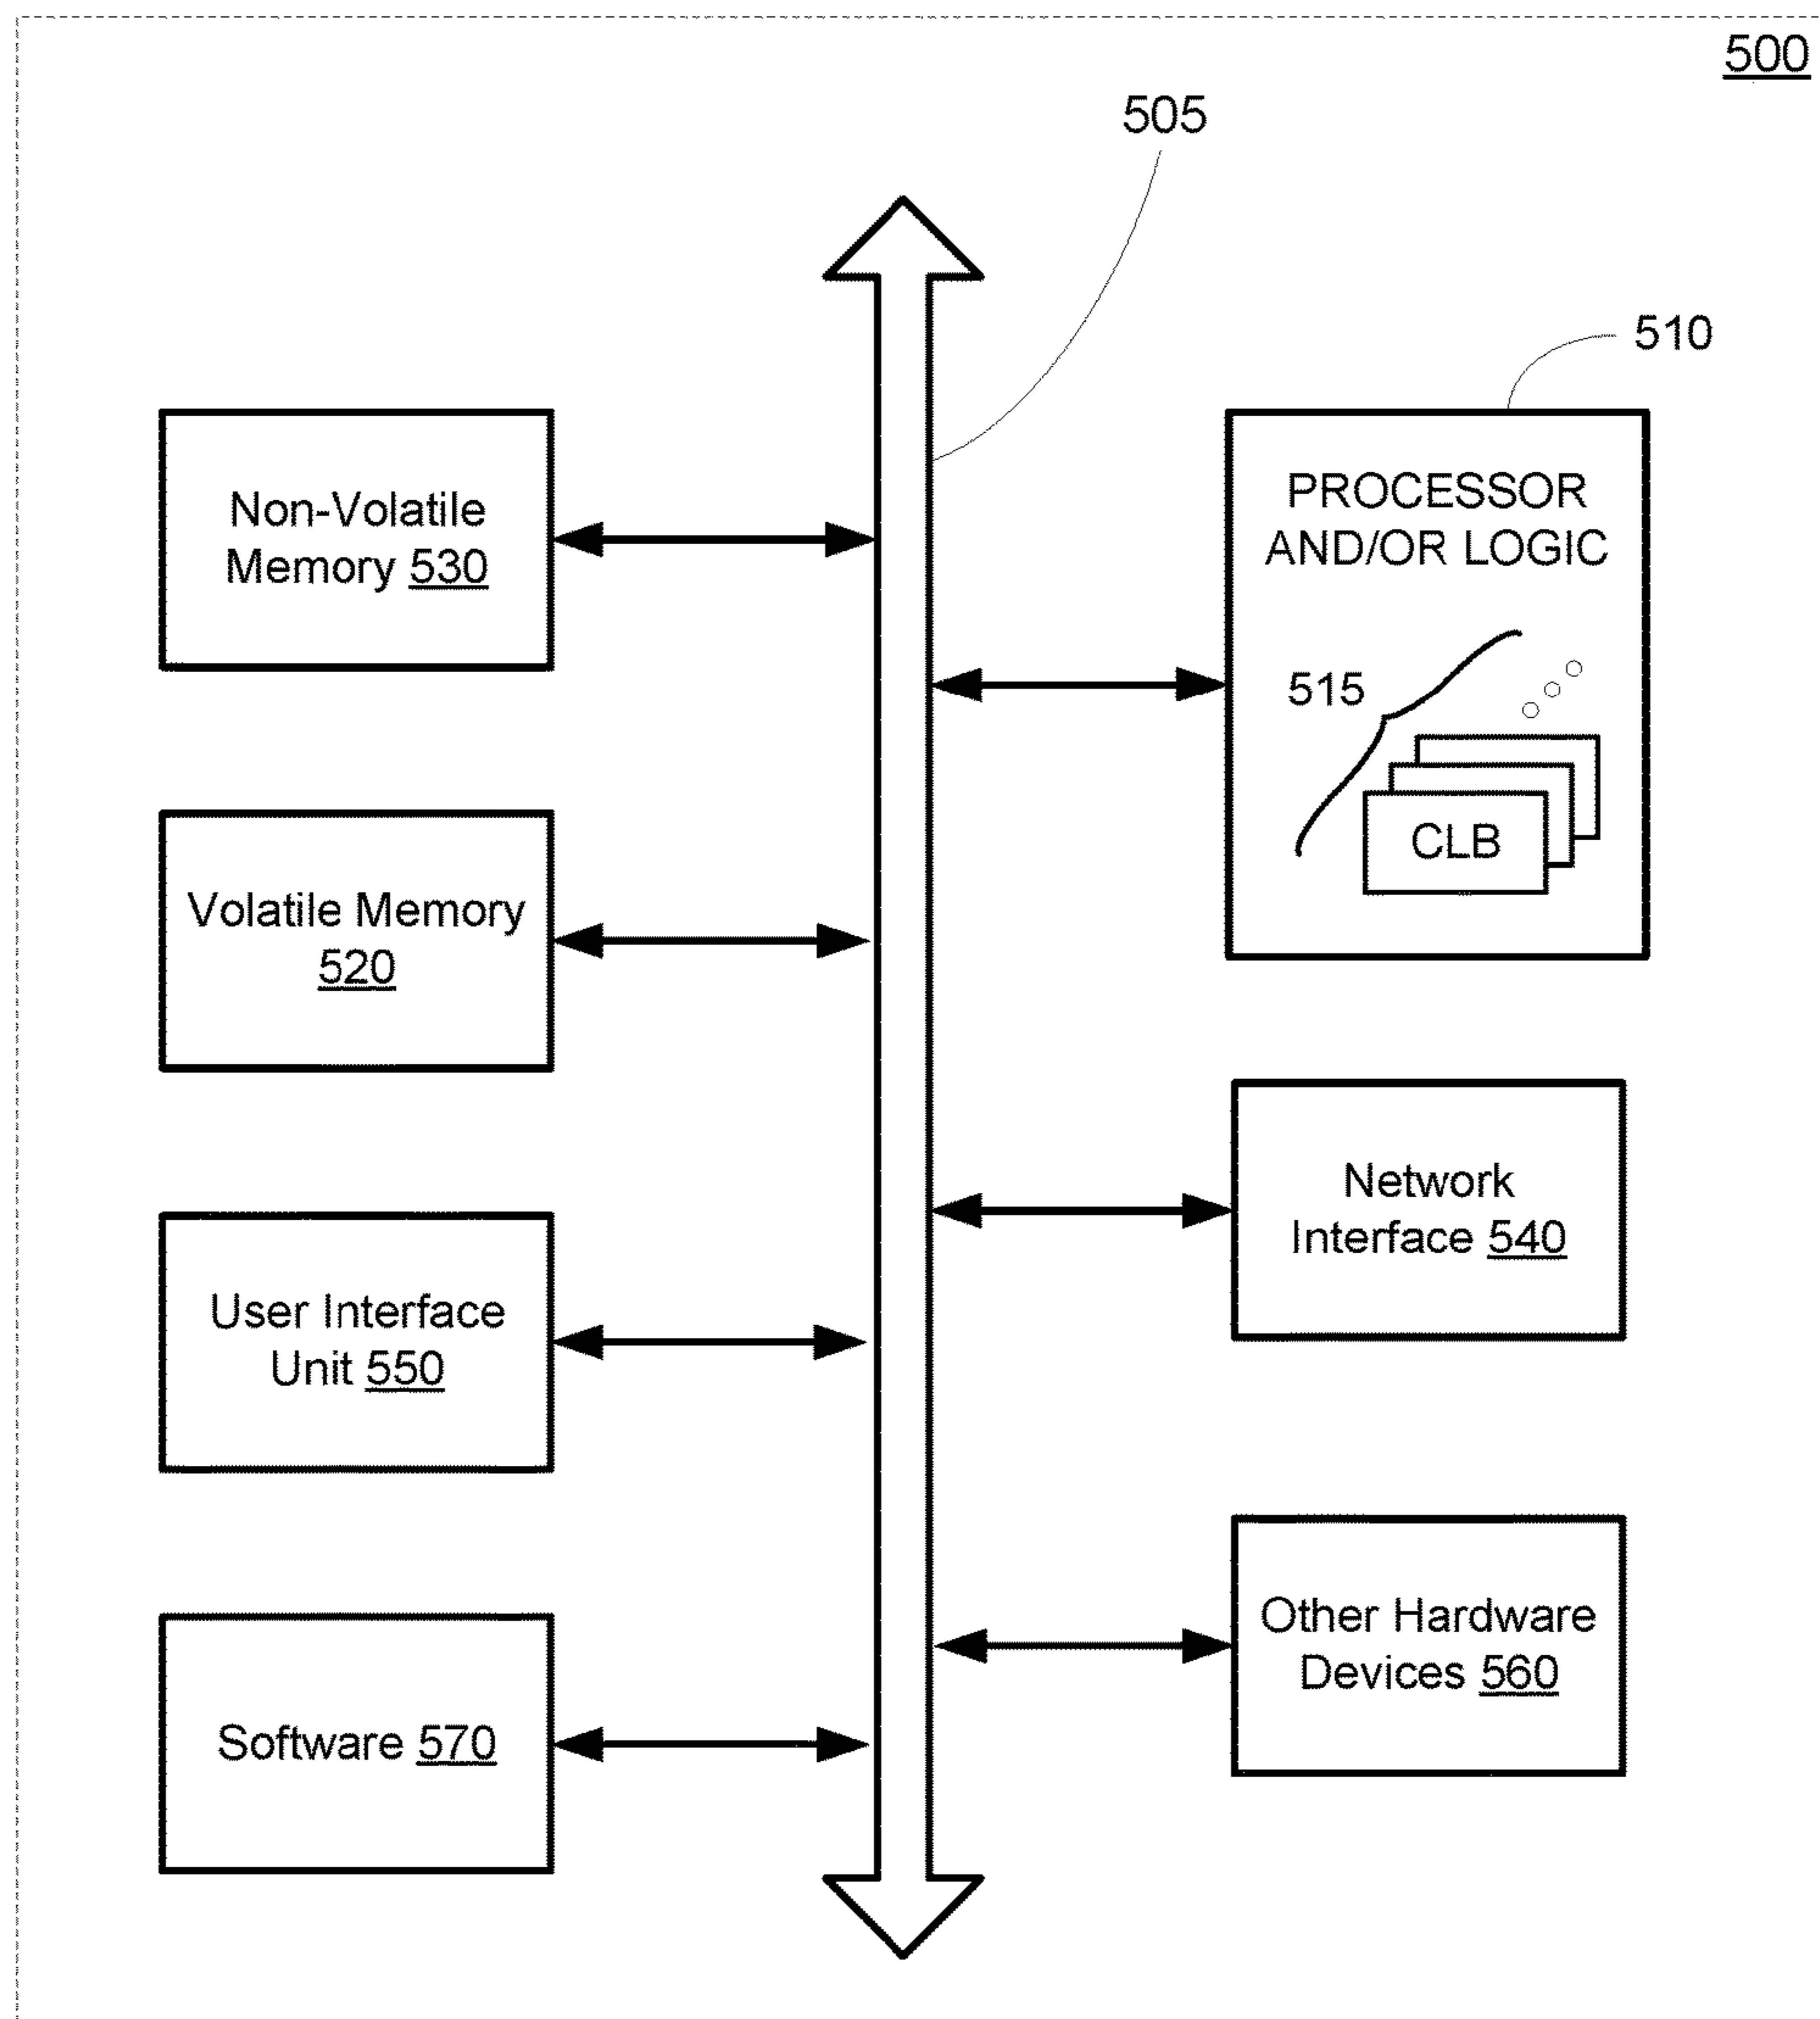 500
505
510
Non-Volatile
Memory 530
PROCESSOR
AND/OR LOGIC
515
CLB
Volatile Memory
520
Network
Interface 540
User Interface
Unit 550
Other Hardware
Devices 560
Software 570